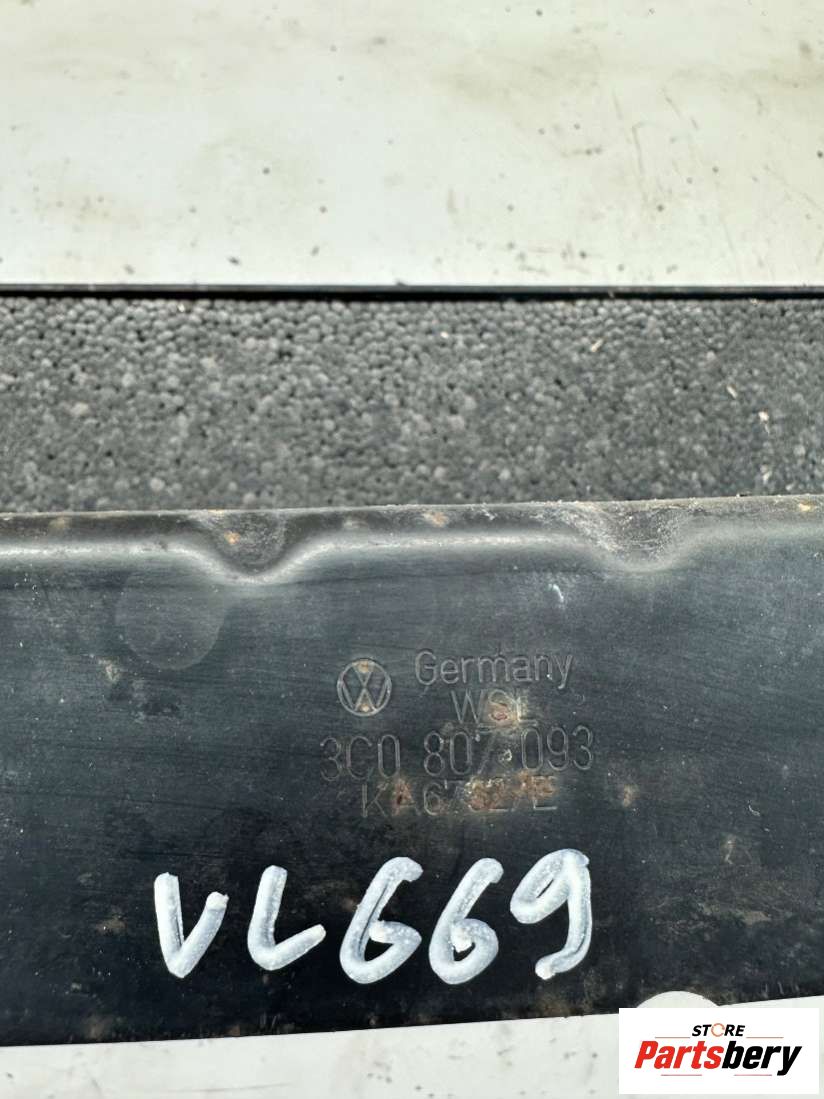 Germany
WSL
3C0 807 093
VL669
STORE
Partsbery